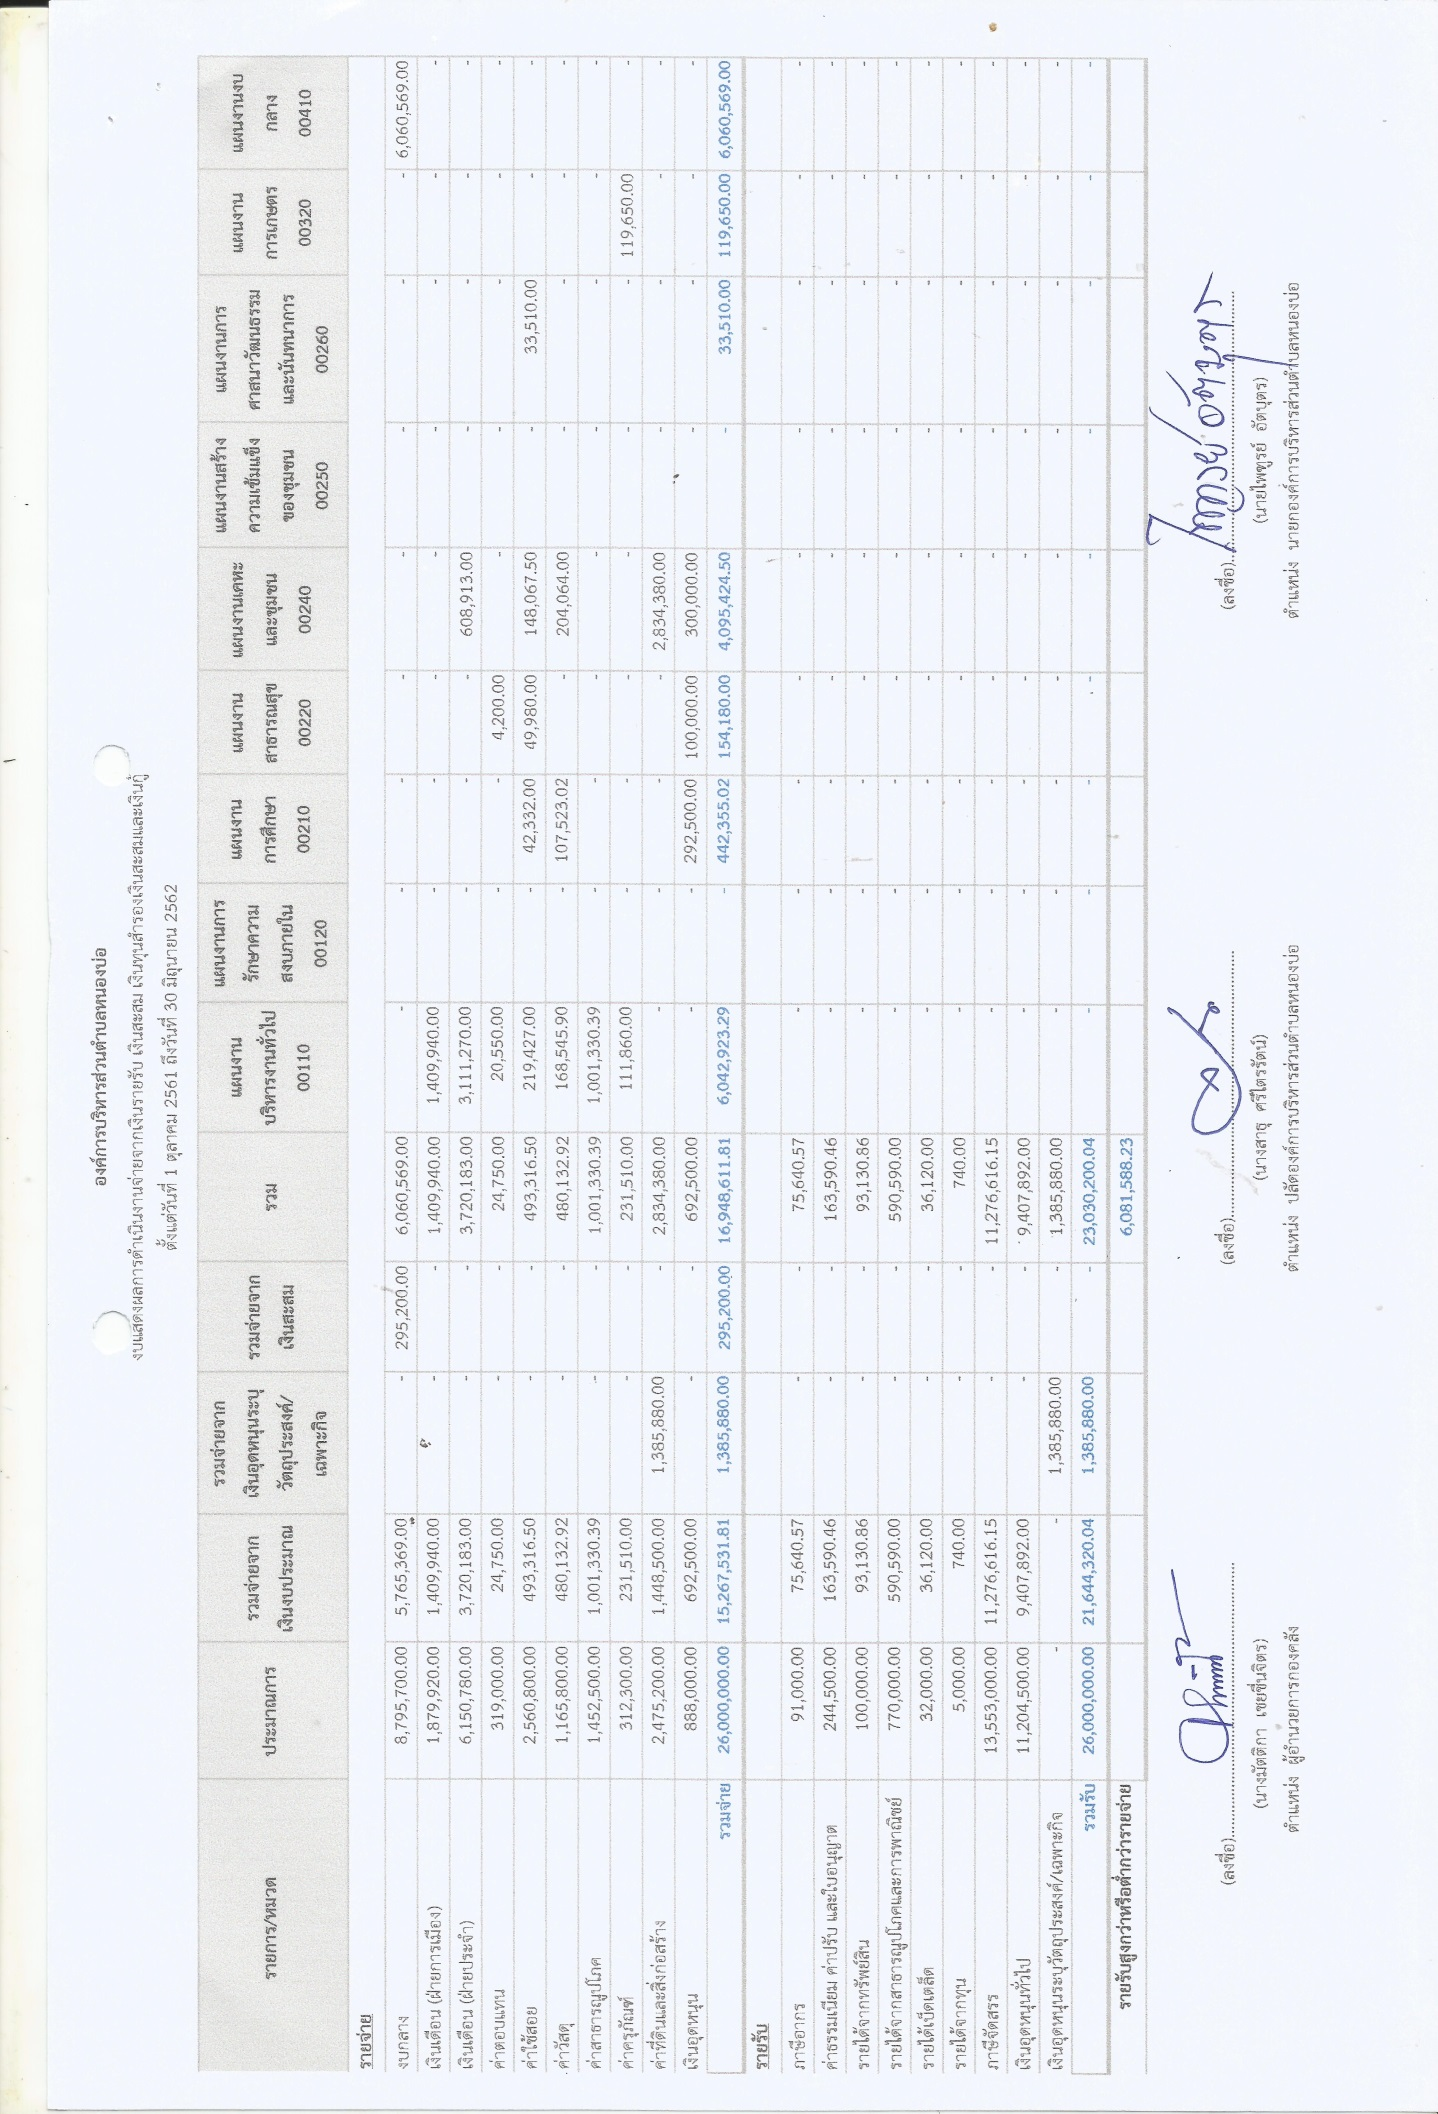 องค์การบริหารส่วนตำบลหนองบ่อ
งบแสดงผลการดำเนินงานจ่ายจากเงินรายรับ เงินสะสม เงินทุนสำรองเงินสะสมและเงินกู้
ตั้งแต่วันที่ 1 ตุลาคม 2561 ถึงวันที่ 30 มิถุนายน 2562
รายการ/หมวด ประมาณการ รวมจ่ายจากเงินงบประมาณ รวมจ่ายจากเงินอุดหนุนระบุวัตถุประสงค์/เฉพาะกิจ รวมจ่ายจากเงินสะสม รวม แผนงานบริหารงานทั่วไป 00110 แผนงานการรักษาความสงบภายใน 00120 แผนงานการศึกษา 00210 แผนงานสาธารณสุข 00220 แผนงานเคหะและชุมชน 00240 แผนงานสร้างความเข้มแข็งของชุมชน 00250 แผนงานการศาสนาวัฒนธรรมและนันทนาการ 00260 แผนงานการเกษตร 00320 แผนงานงบกลาง 00410
รายจ่าย
งบกลาง 8,795,700.00 5,765,369.00 - 295,200.00 6,060,569.00 - - - - - - - - 6,060,569.00
เงินเดือน (ฝ่ายการเมือง) 1,879,920.00 1,409,940.00 - 1,409,940.00 1,409,940.00 - - - - - - - -
เงินเดือน (ฝ่ายประจำ) 6,150,780.00 3,720,183.00 - - 3,720,183.00 3,111,270.00 - - - 608,913.00 - - - -
ค่าตอบแทน 319,000.00 24,750.00 - - 24,750.00 20,550.00 - - 4,200.00 - - - - -
ค่าใช้สอย 2,560,800.00 493,316.50 - - 493,316.50 219,427.00 - 42,332.00 49,980.00 148,067.50 - 33,510.00 - -
ค่าวัสดุ 1,165,800.00 480,132.92 - - 480,132.92 168,545.90 - 107,523.02 - 204,064.00 - - - -
ค่าสาธารณูปโภค 1,452,500.00 1,001,330.39 - - 1,001,330.39 1,001,330.39 - - - - - - - -
ค่าครุภัณฑ์ 312,300.00 231,510.00 - - 231,510.00 111,860.00 - - - - - - 119,650.00 -
ค่าที่ดินและสิ่งก่อสร้าง 2,475,200.00 1,448,500.00 1,385,880.00 - 2,834,380.00 - - - - 2,834,380.00 - - - -
เงินอุดหนุน 888,000.00 692,500.00 - - 692,500.00 - - 292,500.00 100,000.00 300,000.00 - - - -
รวมจ่าย 26,000,000.00 15,267,531.81 1,385,880.00 295,200.00 16,948,611.81 6,042,923.29 - 442,355.02 154,180.00 4,095,424.50 - 33,510.00 119,650.00 6,060,569.00
รายรับ
ภาษีอากร 91,000.00 75,640.57 - - 75,640.57 - - - - - - - - -
ค่าธรรมเนียม ค่าปรับ และใบอนุญาต 244,500.00 163,590.46 - - 163,590.46 - - - - - - - - -
รายได้จากทรัพย์สิน 100,000.00 93,130.86 - - 93,130.86 - - - - - - - - -
รายได้จากสาธารณูปโภคและการพาณิชย์ 770,000.00 590,590.00 - - 590,590.00 - - - - - - - - -
รายได้เบ็ดเตล็ด 32,000.00 36,120.00 - - 36,120.00 - - - - - - - - -
รายได้จากทุน 5,000.00 740.00 - - 740.00 - - - - - - - - -
ภาษีจัดสรร 13,553,000.00 11,276,616.15 - - 11,276,616.15 - - - - - - - - -
เงินอุดหนุนทั่วไป 11,204,500.00 9,407,892.00 - - 9,407,892.00 - - - - - - - - -
เงินอุดหนุนระบุวัตถุประสงค์/เฉพาะกิจ - - 1,385,880.00 - 1,385,880.00 - - - - - - - - -
รวมรับ 26,000,000.00 21,644,320.04 1,385,880.00 - 23,030,200.04 - - - - - - - - -
รายรับสูงกว่าหรือต่ำกว่ารายจ่าย 6,081,588.23
(ลงชื่อ) (ลงชื่อ) (ลงชื่อ)
(นางมัตติกา เชยชื่นจิตร) (นางสาธุ ศรีไตรรัตน์) (นายไพฑูรย์ อัตบุตร)
ตำแหน่ง ผู้อำนวยการกองคลัง ตำแหน่ง ปลัดองค์การบริหารส่วนตำบลหนองบ่อ ตำแหน่ง นายกองค์การบริหารส่วนตำบลหนองบ่อ